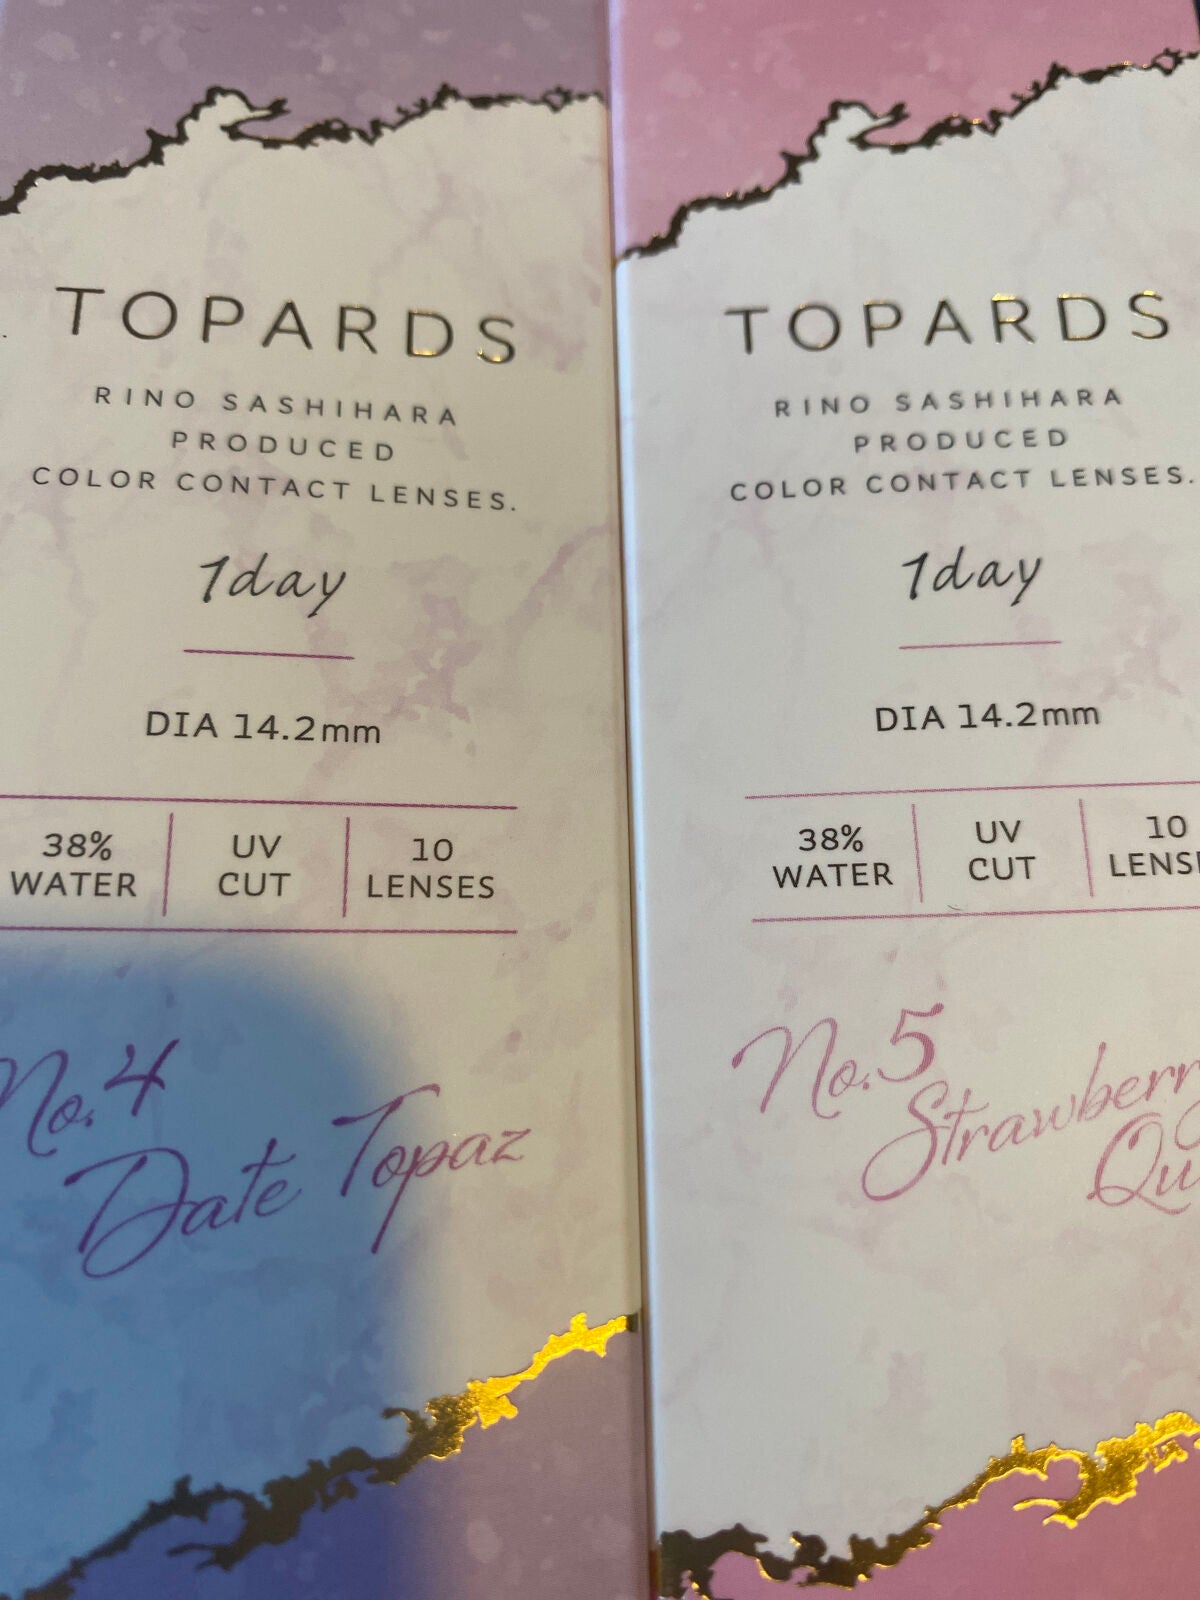 TOPARDS
RINO SASHIHARA
PRODUCED
COLOR CONTACT LENSES.
1day
DIA 14.2mm
38%
WATER
UV
CUT
10
LENSES
No.4
Date Topaz
TOPARDS
RINO SASHIHARA
PRODUCED
COLOR CONTACT LENSES.
1day
DIA 14.2mm
38%
WATER
UV
CUT
10
No.5